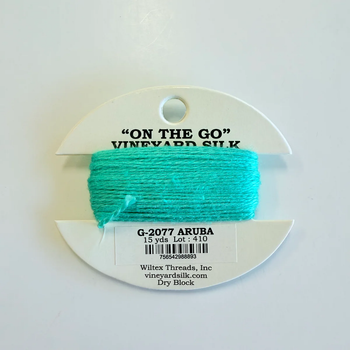 “ON THE GO”
VINEYARD SILK
G-2077 ARUBA
15 yds Lot : 410
756542988893
Wiltex Threads, Inc
vineyardsilk.com
Dry Block